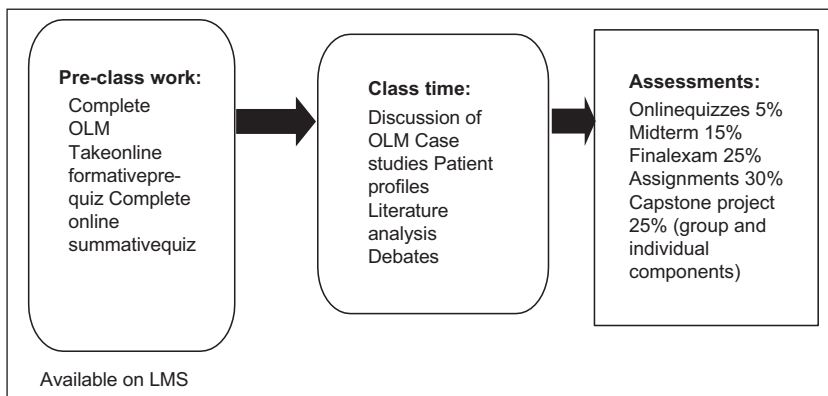 Pre-class work:
Complete
OLM
Takeonline
formativepre-
quiz Complete
online
summativequiz
Available on LMS
Class time:
Discussion of
OLM Case
studies Patient
profiles
Literature
analysis
Debates
Assessments:
Onlinequizzes 5%
Midterm 15%
Finalexam 25%
Assignments 30%
Capstone project
25% (group and
individual
components)